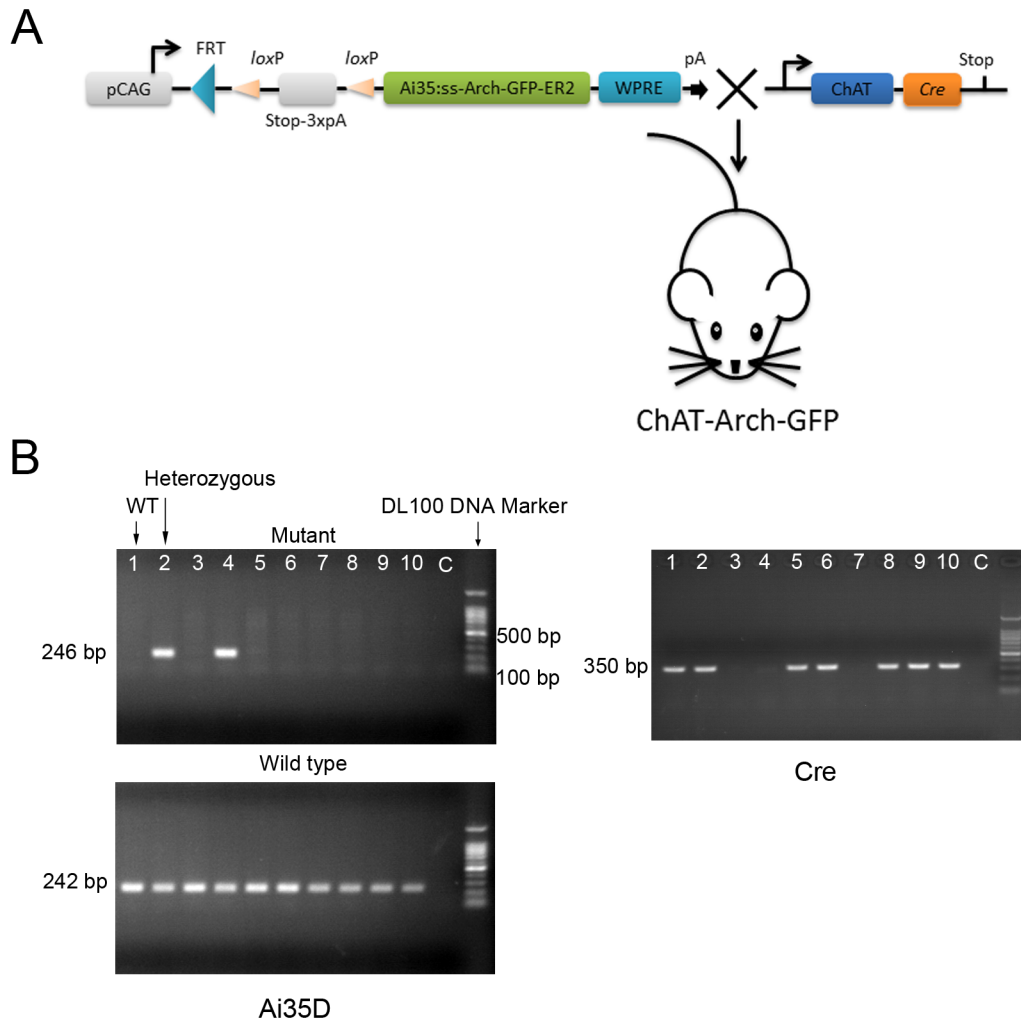 A
FRT
loxP
loxP
pA
Stop
pCAG
Stop-3xpA
Ai35:ss-Arch-GFP-ER2
WPRE
ChAT
Cre
ChAT-Arch-GFP
B
Heterozygous
WT
DL100 DNA Marker
Mutant
1 2 3 4 5 6 7 8 9 10 C
246 bp
500 bp
100 bp
Wild type
242 bp
Ai35D
1 2 3 4 5 6 7 8 9 10 C
350 bp
Cre